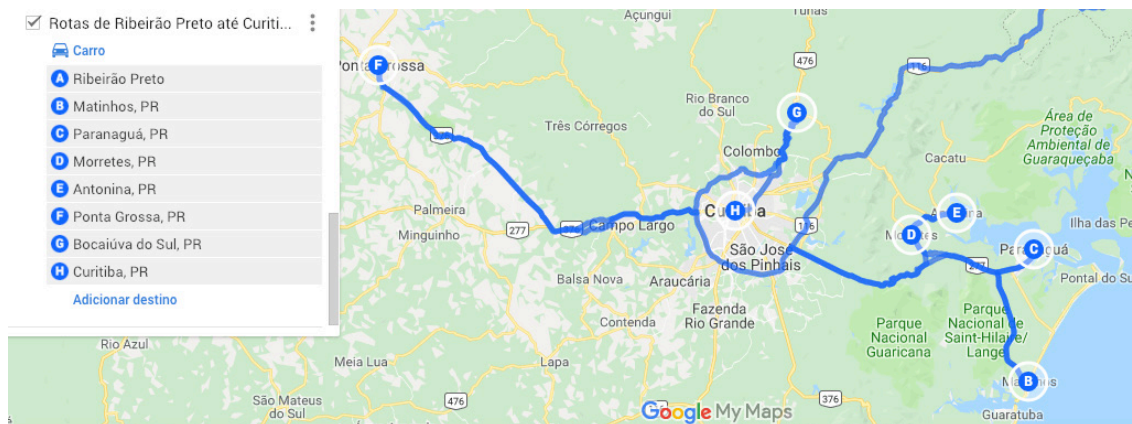 Rotas de Ribeirão Preto até Curiti...
Carro
A Ribeirão Preto
B Matinhos, PR
C Paranaguá, PR
D Morretes, PR
E Antonina, PR
F Ponta Grossa, PR
G Bocaiúva do Sul, PR
H Curitiba, PR
Adicionar destino
Açungui
Tunas
476
116
F
Rio Branco
do Sul
G
Três Córregos
Colombo
Cacatu
Área de
Proteção
Ambiental de
Guaraqueçaba
Palmeira
277
376
Campo Largo
H
116
E
D
Ilha das Pe
Minguinho
São José
dos Pinhais
277
C
Balsa Nova
Araucária
Pontal do Su
Fazenda
Rio Grande
Contenda
Parque
Nacional
Guaricana
Parque
Nacional de
Saint-Hilaire/
Lange
Rio Azul
Meia Lua
Lapa
B
São Mateus
do Sul
476
Google My Maps
376
Guaratuba